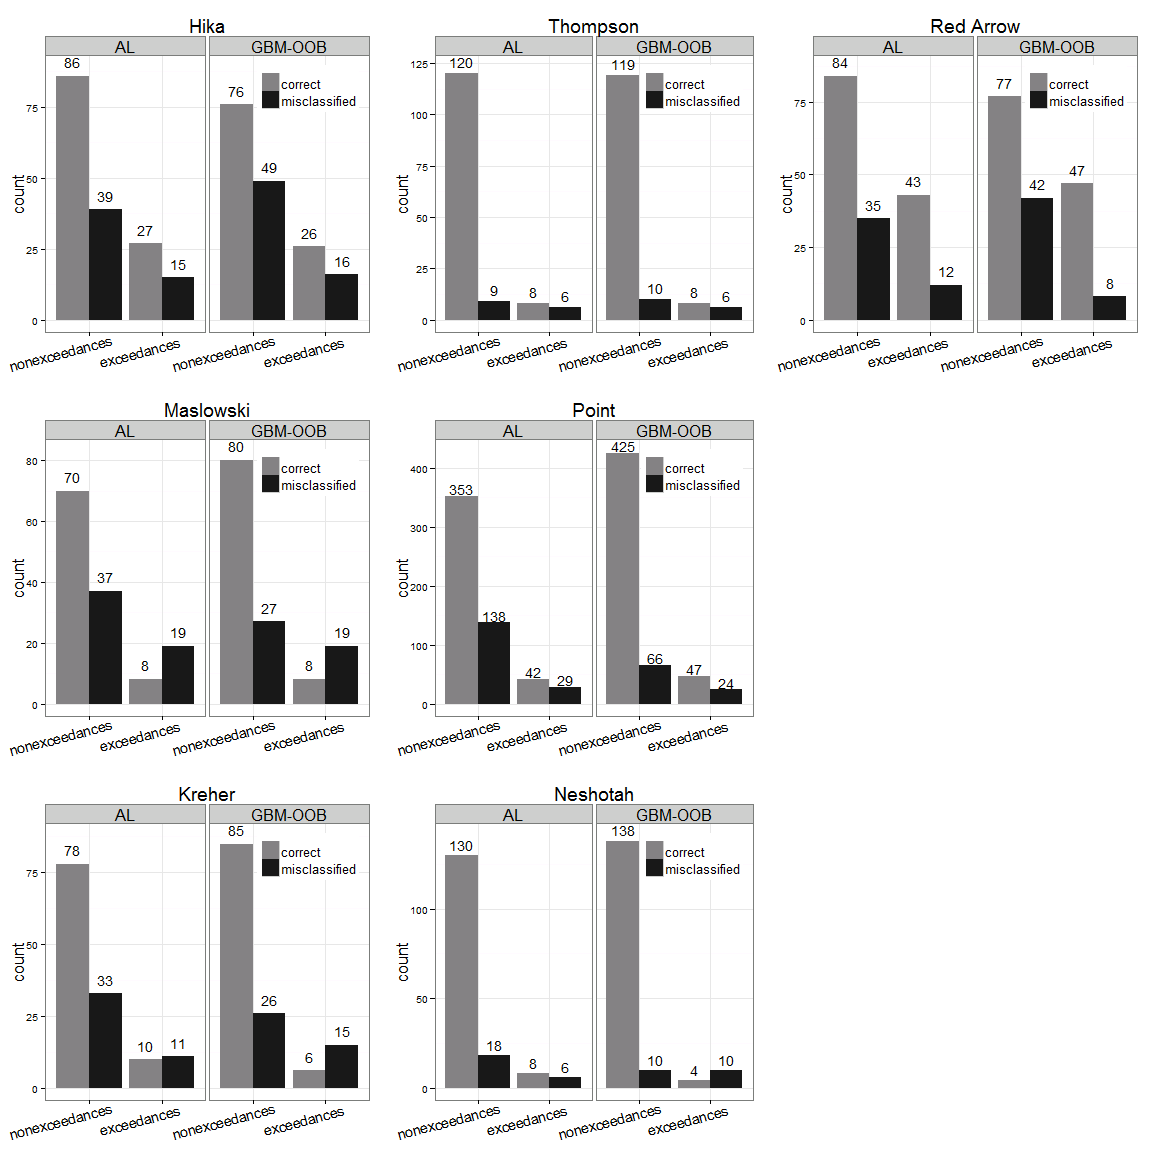 Hika
AL GBM-OOB
correct
misclassified
count
75
50
25
0
86 39 27 15
76 49 26 16
nonexceedances exceedances nonexceedances exceedances
Thompson
AL GBM-OOB
correct
misclassified
count
125
100
75
50
25
0
120 9 8 6
119 10 8 6
nonexceedances exceedances nonexceedances exceedances
Red Arrow
AL GBM-OOB
correct
misclassified
count
75
50
25
0
84 35 43 12
77 42 47 8
nonexceedances exceedances nonexceedances exceedances
Maslowski
AL GBM-OOB
correct
misclassified
count
80
60
40
20
0
70 37 8 19
80 27 8 19
nonexceedances exceedances nonexceedances exceedances
Point
AL GBM-OOB
correct
misclassified
count
400
300
200
100
0
353 138 42 29
425 66 47 24
nonexceedances exceedances nonexceedances exceedances
Kreher
AL GBM-OOB
correct
misclassified
count
75
50
25
0
78 33 10 11
85 26 6 15
nonexceedances exceedances nonexceedances exceedances
Neshotah
AL GBM-OOB
correct
misclassified
count
100
50
0
130 18 8 6
138 10 4 10
nonexceedances exceedances nonexceedances exceedances